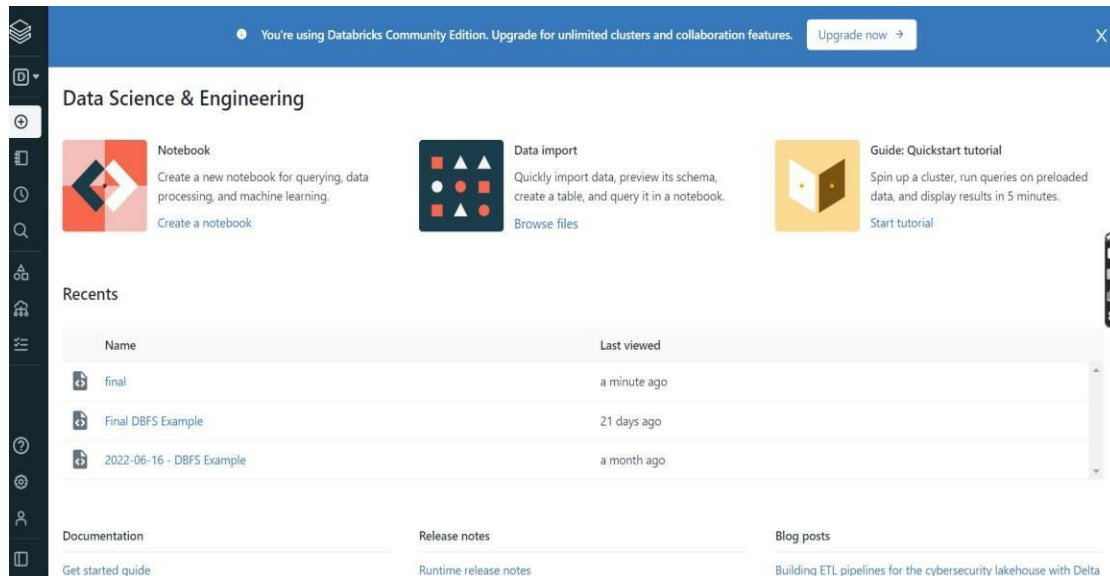 You're using Databricks Community Edition. Upgrade for unlimited clusters and collaboration features.
Upgrade now →
X
D
Data Science & Engineering
Notebook
Create a new notebook for querying, data
processing, and machine learning.
Create a notebook
Data import
Quickly import data, preview its schema,
create a table, and query it in a notebook.
Browse files
Guide: Quickstart tutorial
Spin up a cluster, run queries on preloaded
data, and display results in 5 minutes.
Start tutorial
Recents
Name Last viewed
final a minute ago
Final DBFS Example 21 days ago
2022-06-16 - DBFS Example a month ago
Documentation
Get started guide
Release notes
Runtime release notes
Blog posts
Building ETL pipelines for the cybersecurity lakehouse with Delta